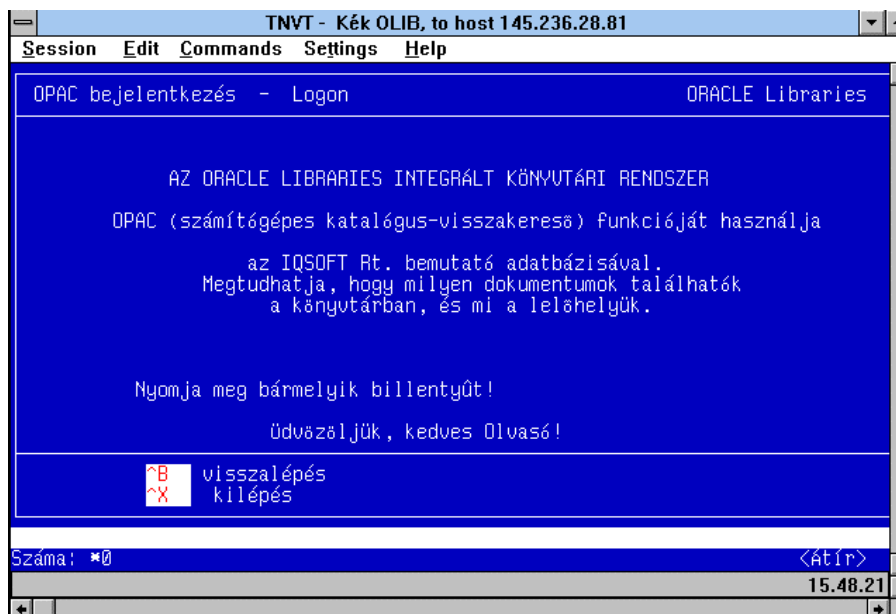 TNVT - Kék OLIB, to host 145.236.28.81
Session Edit Commands Settings Help
OPAC bejelentkezés - Logon ORACLE Libraries
AZ ORACLE LIBRARIES INTEGRÁLT KÖNYVTÁRI RENDSZER
OPAC (számítógépes katalógus-visszakeresõ) funkcióját használja
az IQSOFT Rt. bemutató adatbázisával.
Megtudhatja, hogy milyen dokumentumok találhatók
a könyvtárban, és mi a lelõhelyük.
Nyomja meg bármelyik billentyût!
üdvözöljük, kedves Olvasó!
^B visszalépés
^X kilépés
Száma: *0 <Átír>
15.48.21